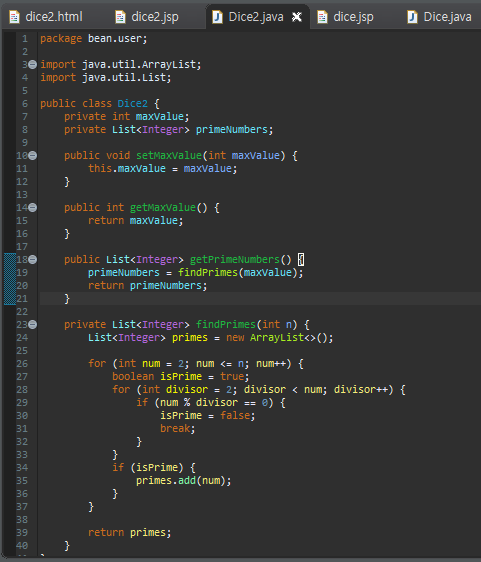 dice2.html dice2.jsp Dice2.java dice.jsp Dice.java
1 package bean.user;
2
3 import java.util.ArrayList;
4 import java.util.List;
5
6 public class Dice2 {
7 private int maxValue;
8 private List<Integer> primeNumbers;
9
10 public void setMaxValue(int maxValue) {
11 this.maxValue = maxValue;
12 }
13
14 public int getMaxValue() {
15 return maxValue;
16 }
17
18 public List<Integer> getPrimeNumbers() {
19 primeNumbers = findPrimes(maxValue);
20 return primeNumbers;
21 }
22
23 private List<Integer> findPrimes(int n) {
24 List<Integer> primes = new ArrayList<>();
25
26 for (int num = 2; num <= n; num++) {
27 boolean isPrime = true;
28 for (int divisor = 2; divisor < num; divisor++) {
29 if (num % divisor == 0) {
30 isPrime = false;
31 break;
32 }
33 }
34 if (isPrime) {
35 primes.add(num);
36 }
37 }
38
39 return primes;
40 }